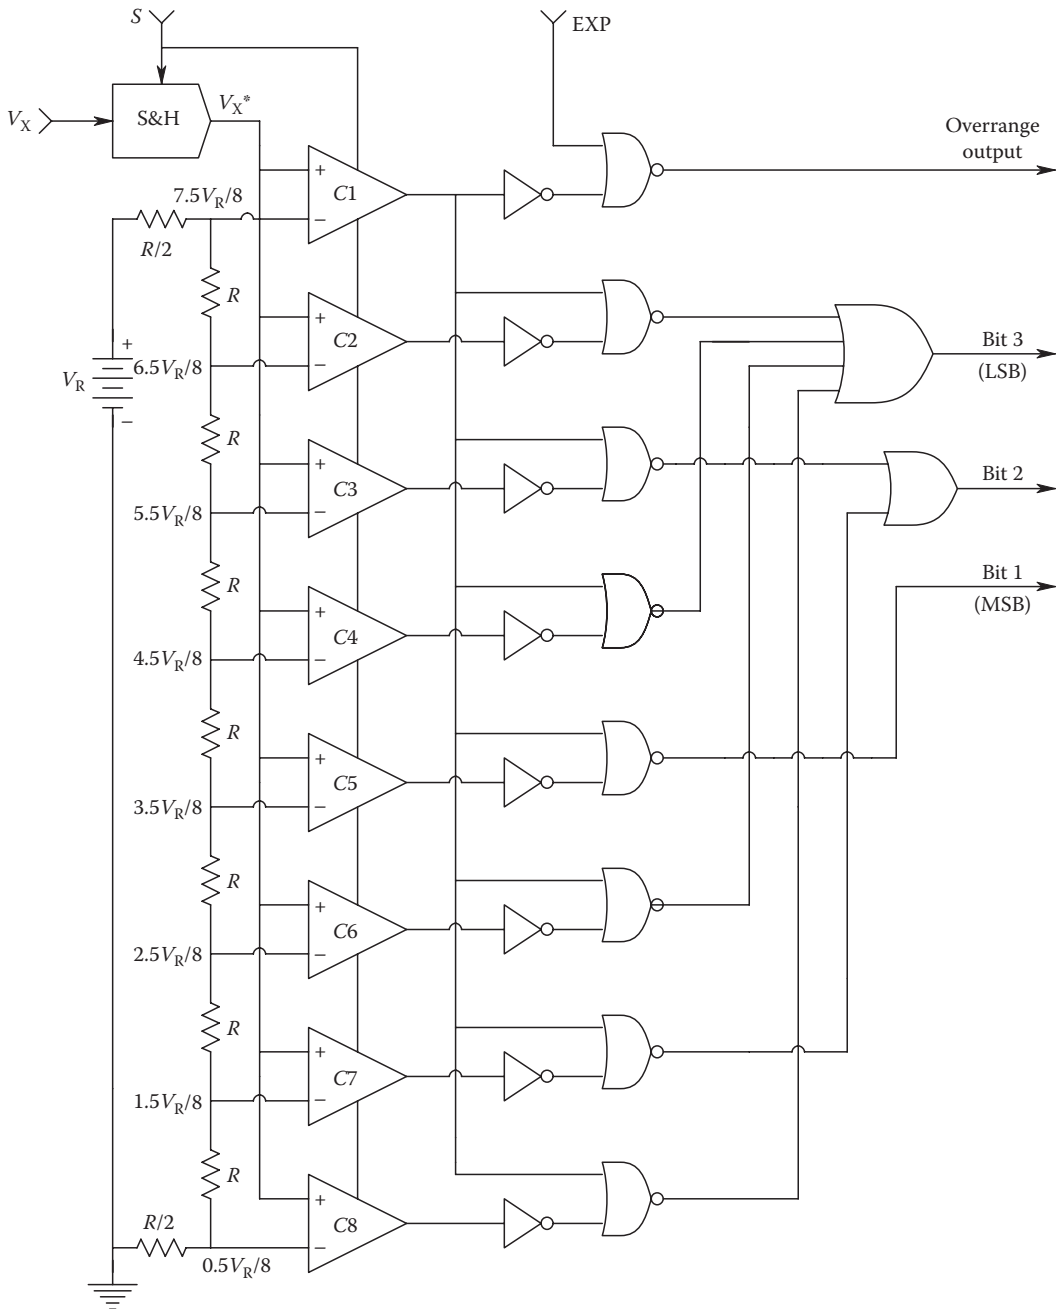 S
EXP
V_X
S&H
V_X*
Overrange
output
C1
+
−
7.5V_R/8
R/2
R
C2
+
−
6.5V_R/8
+
V_R
−
Bit 3
(LSB)
R
C3
+
−
5.5V_R/8
Bit 2
R
C4
+
−
4.5V_R/8
Bit 1
(MSB)
R
C5
+
−
3.5V_R/8
R
C6
+
−
2.5V_R/8
R
C7
+
−
1.5V_R/8
R
C8
+
−
R/2
0.5V_R/8